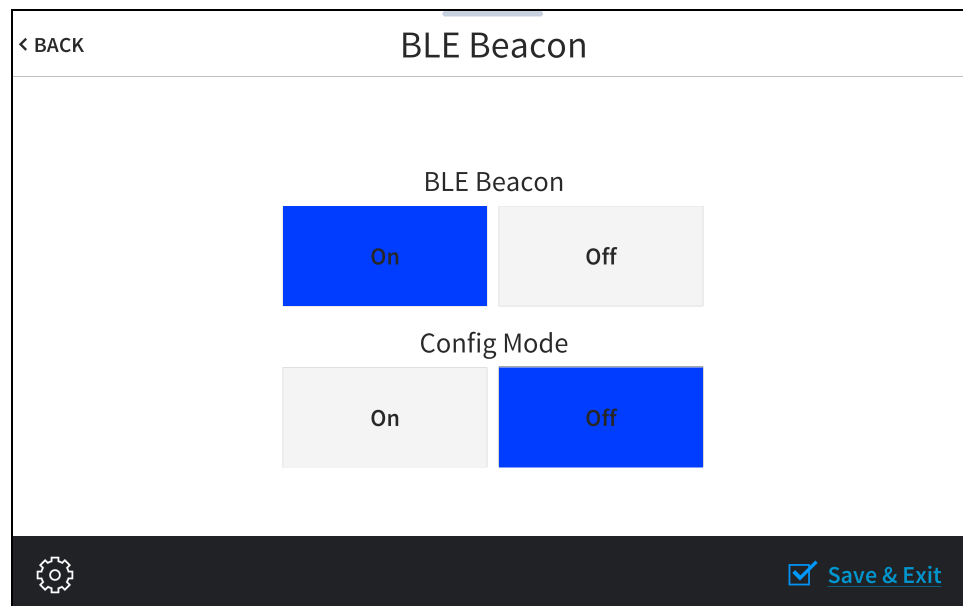 < BACK
BLE Beacon
BLE Beacon
On Off
Config Mode
On Off
Save & Exit